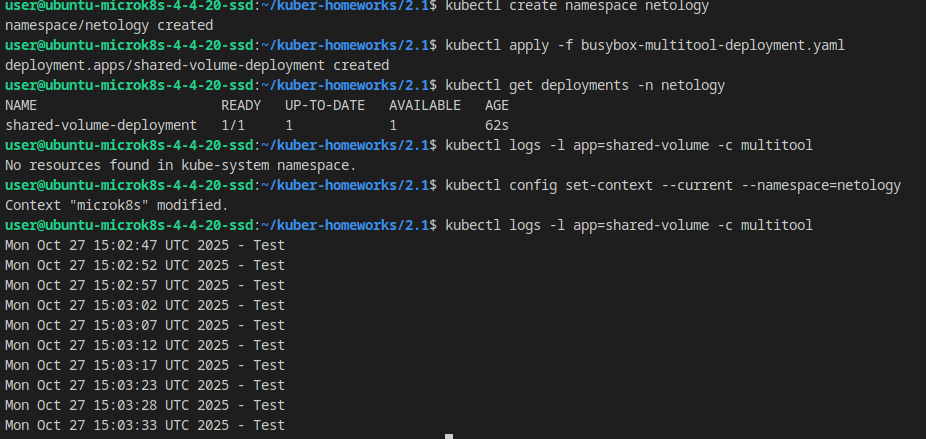 user@ubuntu-microk8s-4-4-20-ssd:~/kuber-homeworks/2.1$ kubectl create namespace netology
namespace/netology created
user@ubuntu-microk8s-4-4-20-ssd:~/kuber-homeworks/2.1$ kubectl apply -f busybox-multitool-deployment.yaml
deployment.apps/shared-volume-deployment created
user@ubuntu-microk8s-4-4-20-ssd:~/kuber-homeworks/2.1$ kubectl get deployments -n netology
NAME                       READY   UP-TO-DATE   AVAILABLE   AGE
shared-volume-deployment   1/1     1            1           62s
user@ubuntu-microk8s-4-4-20-ssd:~/kuber-homeworks/2.1$ kubectl logs -l app=shared-volume -c multitool
No resources found in kube-system namespace.
user@ubuntu-microk8s-4-4-20-ssd:~/kuber-homeworks/2.1$ kubectl config set-context --current --namespace=netology
Context "microk8s" modified.
user@ubuntu-microk8s-4-4-20-ssd:~/kuber-homeworks/2.1$ kubectl logs -l app=shared-volume -c multitool
Mon Oct 27 15:02:47 UTC 2025 - Test
Mon Oct 27 15:02:52 UTC 2025 - Test
Mon Oct 27 15:02:57 UTC 2025 - Test
Mon Oct 27 15:03:02 UTC 2025 - Test
Mon Oct 27 15:03:07 UTC 2025 - Test
Mon Oct 27 15:03:12 UTC 2025 - Test
Mon Oct 27 15:03:17 UTC 2025 - Test
Mon Oct 27 15:03:23 UTC 2025 - Test
Mon Oct 27 15:03:28 UTC 2025 - Test
Mon Oct 27 15:03:33 UTC 2025 - Test